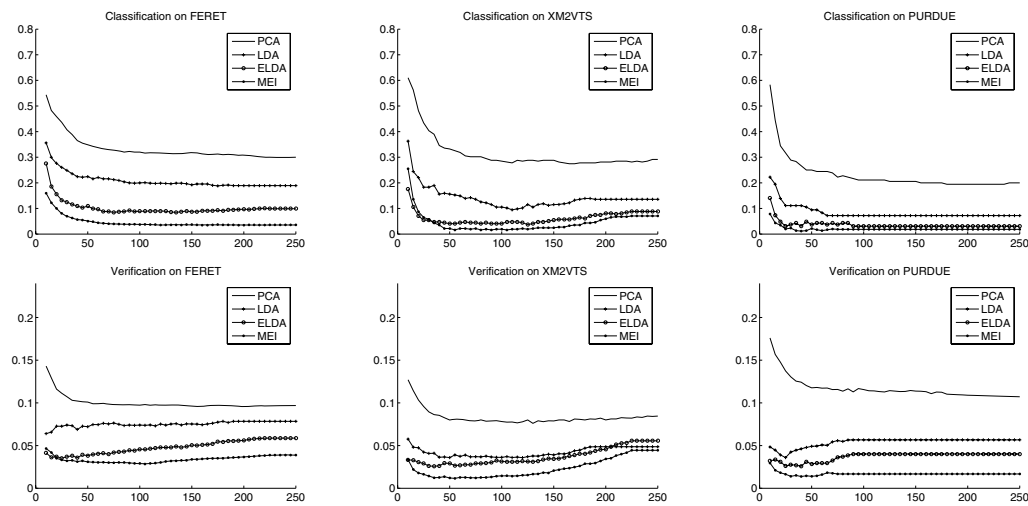 Classification on FERET
0.8
0.7
0.6
0.5
0.4
0.3
0.2
0.1
0
0 50 100 150 200 250
PCA
LDA
ELDA
MEI
Classification on XM2VTS
0.8
0.7
0.6
0.5
0.4
0.3
0.2
0.1
0
0 50 100 150 200 250
PCA
LDA
ELDA
MEI
Classification on PURDUE
0.8
0.7
0.6
0.5
0.4
0.3
0.2
0.1
0
0 50 100 150 200 250
PCA
LDA
ELDA
MEI
Verification on FERET
0.2
0.15
0.1
0.05
0
0 50 100 150 200 250
PCA
LDA
ELDA
MEI
Verification on XM2VTS
0.2
0.15
0.1
0.05
0
0 50 100 150 200 250
PCA
LDA
ELDA
MEI
Verification on PURDUE
0.2
0.15
0.1
0.05
0
0 50 100 150 200 250
PCA
LDA
ELDA
MEI